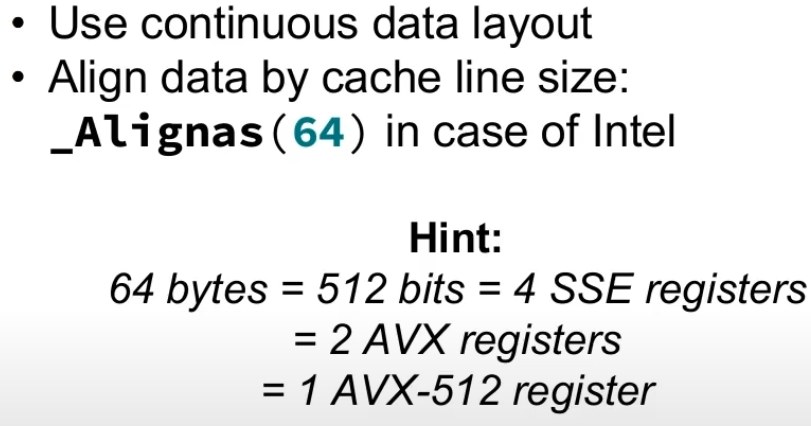 • Use continuous data layout
• Align data by cache line size:
_Alignas(64) in case of Intel
Hint:
64 bytes = 512 bits = 4 SSE registers
= 2 AVX registers
= 1 AVX-512 register